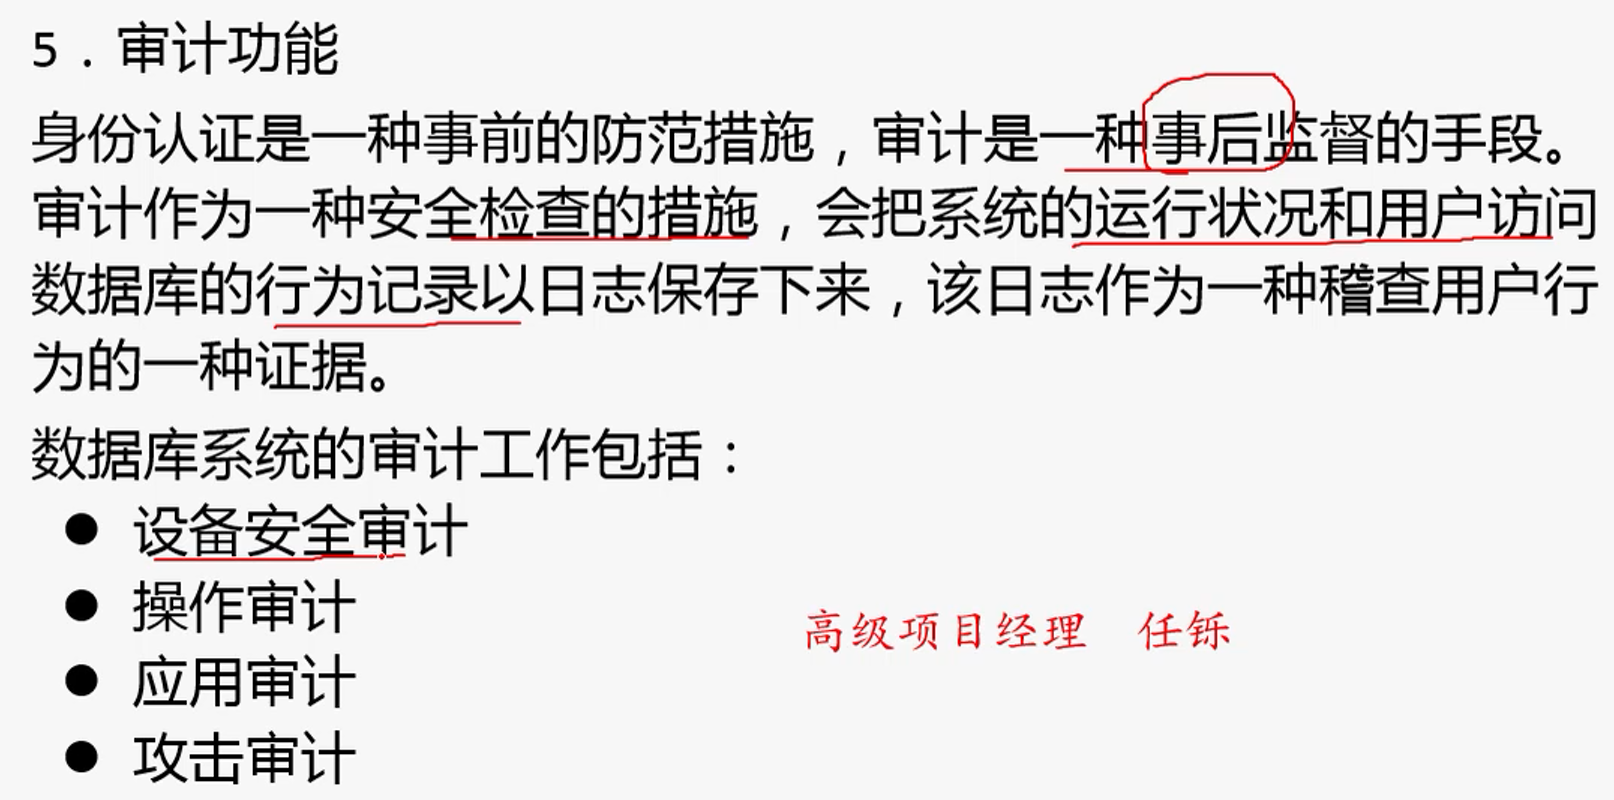 5．审计功能
身份认证是一种事前的防范措施，审计是一种事后监督的手段。
审计作为一种安全检查的措施，会把系统的运行状况和用户访问
数据库的行为记录以日志保存下来，该日志作为一种稽查用户行
为的一种证据。
数据库系统的审计工作包括：
● 设备安全审计
● 操作审计
高级项目经理 任铄
● 应用审计
● 攻击审计